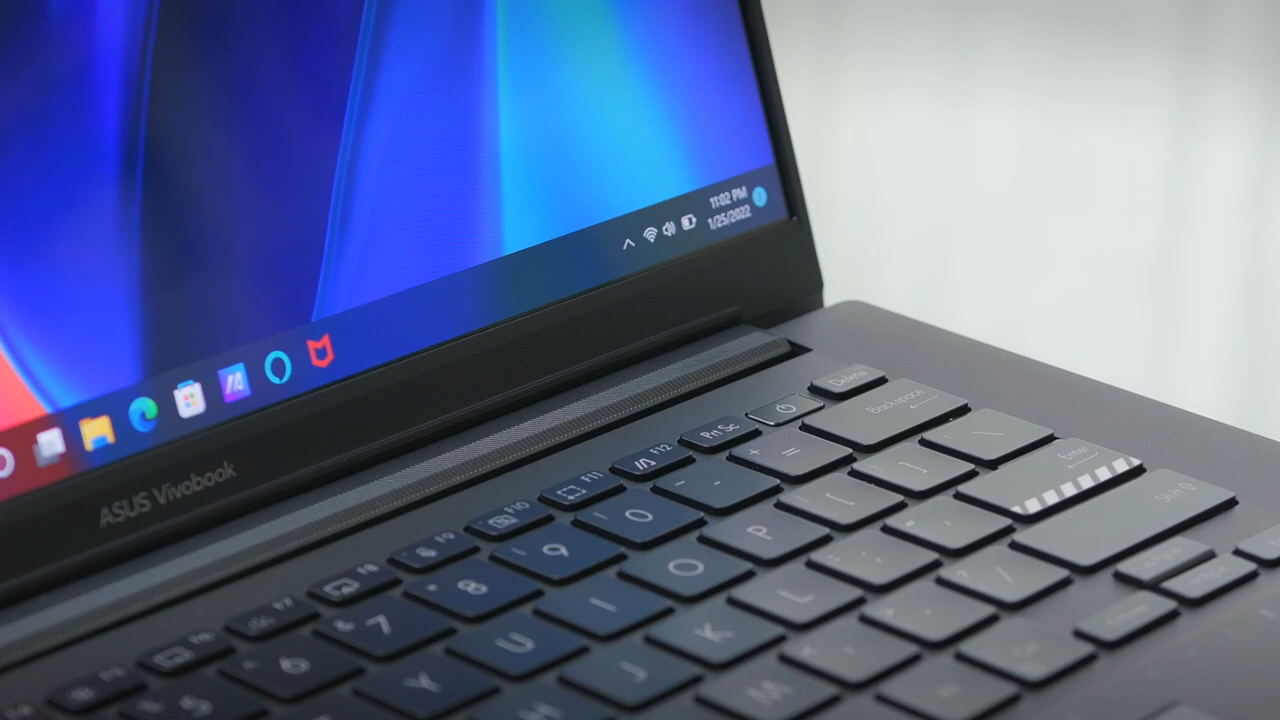 11:02 PM
1/25/2022
ASUS Vivobook
Delete
Backspace
Prt Sc
F12
F11
F10
F9
F8
F7
F6
+ =
- -
0
9
8
7
6
5
\
Enter
] 
[
P
O
I
U
Y
Shift
L
K
J
H
/
M